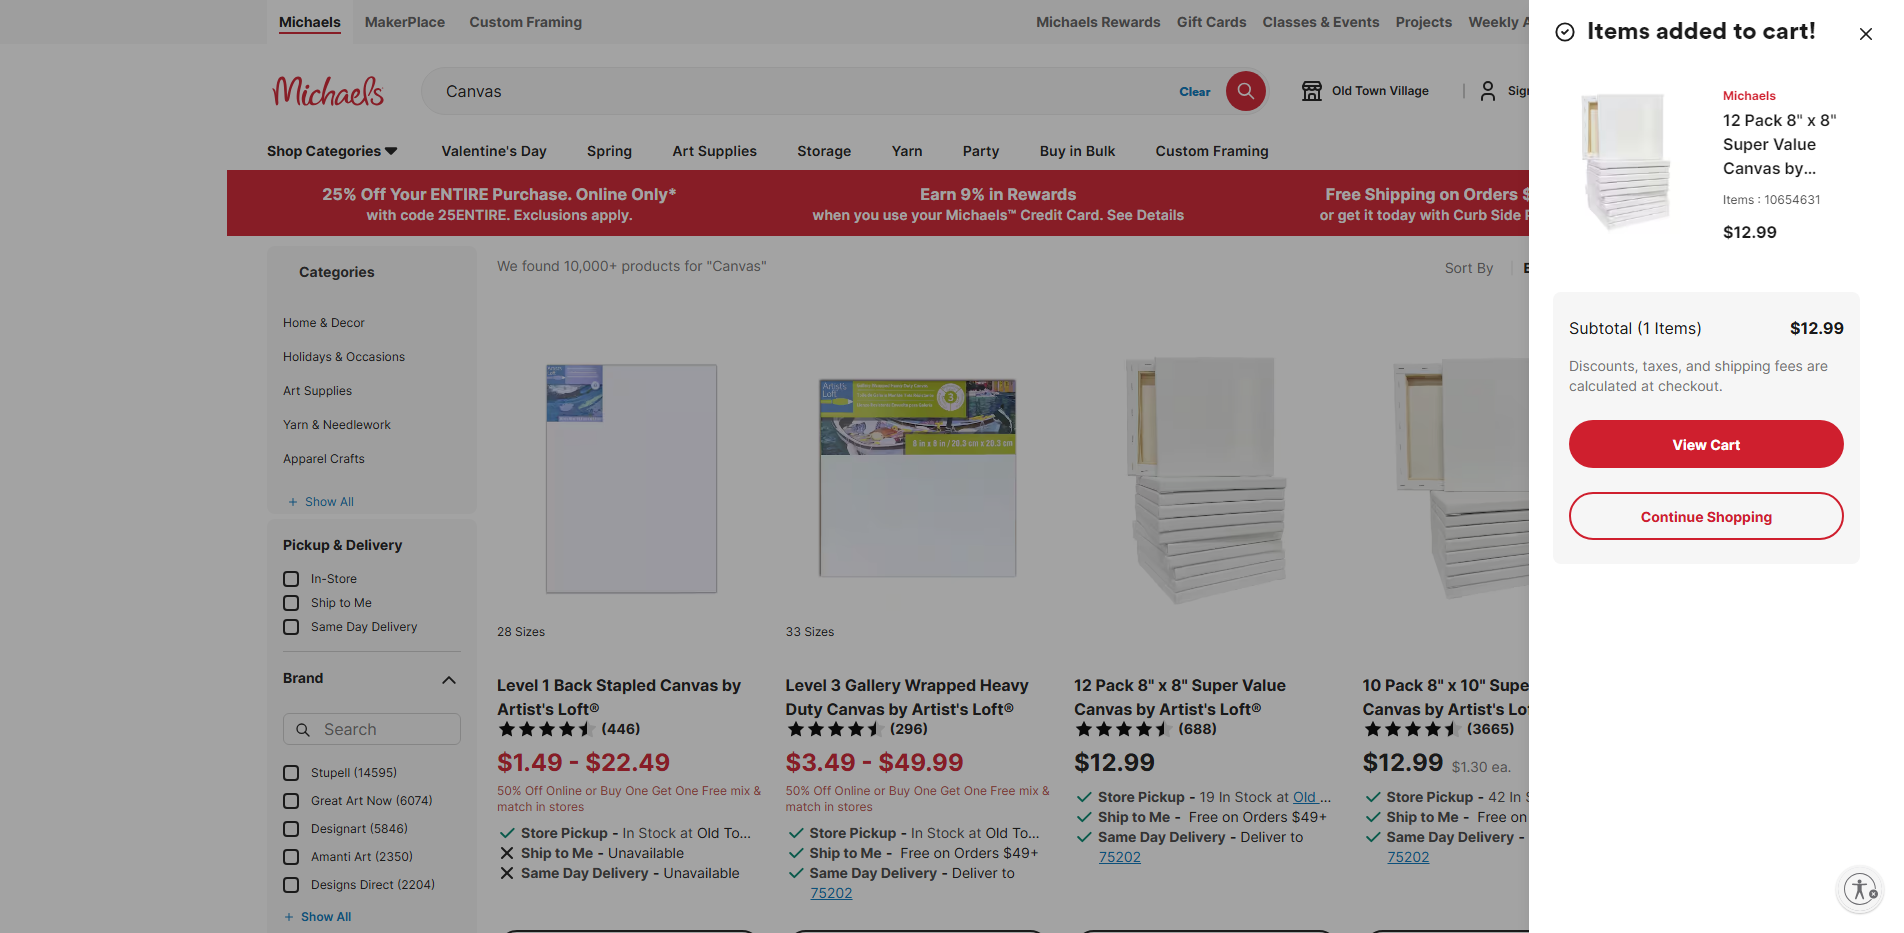 Michaels
MakerPlace
Custom Framing
Michaels Rewards
Gift Cards
Classes & Events
Projects
Weekly A
Michaels
Canvas
Clear
Old Town Village
Sign
Shop Categories
Valentine's Day
Spring
Art Supplies
Storage
Yarn
Party
Buy in Bulk
Custom Framing
25% Off Your ENTIRE Purchase. Online Only*
with code 25ENTIRE. Exclusions apply.
Earn 9% in Rewards
when you use your Michaels™ Credit Card. See Details
Free Shipping on Orders $
or get it today with Curb Side P
Categories
Home & Decor
Holidays & Occasions
Art Supplies
Yarn & Needlework
Apparel Crafts
+ Show All
Pickup & Delivery
In-Store
Ship to Me
Same Day Delivery
Brand
Search
Stupell (14595)
Great Art Now (6074)
Designart (5846)
Amanti Art (2350)
Designs Direct (2204)
+ Show All
We found 10,000+ products for "Canvas"
Sort By
28 Sizes
Level 1 Back Stapled Canvas by
Artist's Loft®
(446)
$1.49 - $22.49
50% Off Online or Buy One Get One Free mix &
match in stores
Store Pickup - In Stock at Old To...
Ship to Me - Unavailable
Same Day Delivery - Unavailable
Artist's
Loft
3
8 in x 8 in / 20.3 cm x 20.3 cm
33 Sizes
Level 3 Gallery Wrapped Heavy
Duty Canvas by Artist's Loft®
(296)
$3.49 - $49.99
50% Off Online or Buy One Get One Free mix &
match in stores
Store Pickup - In Stock at Old To...
Ship to Me - Free on Orders $49+
Same Day Delivery - Deliver to
75202
12 Pack 8" x 8" Super Value
Canvas by Artist's Loft®
(688)
$12.99
Store Pickup - 19 In Stock at Old ...
Ship to Me - Free on Orders $49+
Same Day Delivery - Deliver to
75202
10 Pack 8" x 10" Supe
Canvas by Artist's Lof
(3665)
$12.99 $1.30 ea.
Store Pickup - 42 In S
Ship to Me - Free on
Same Day Delivery -
75202
Items added to cart!
Michaels
12 Pack 8" x 8"
Super Value
Canvas by...
Items : 10654631
$12.99
Subtotal (1 Items) $12.99
Discounts, taxes, and shipping fees are
calculated at checkout.
View Cart
Continue Shopping